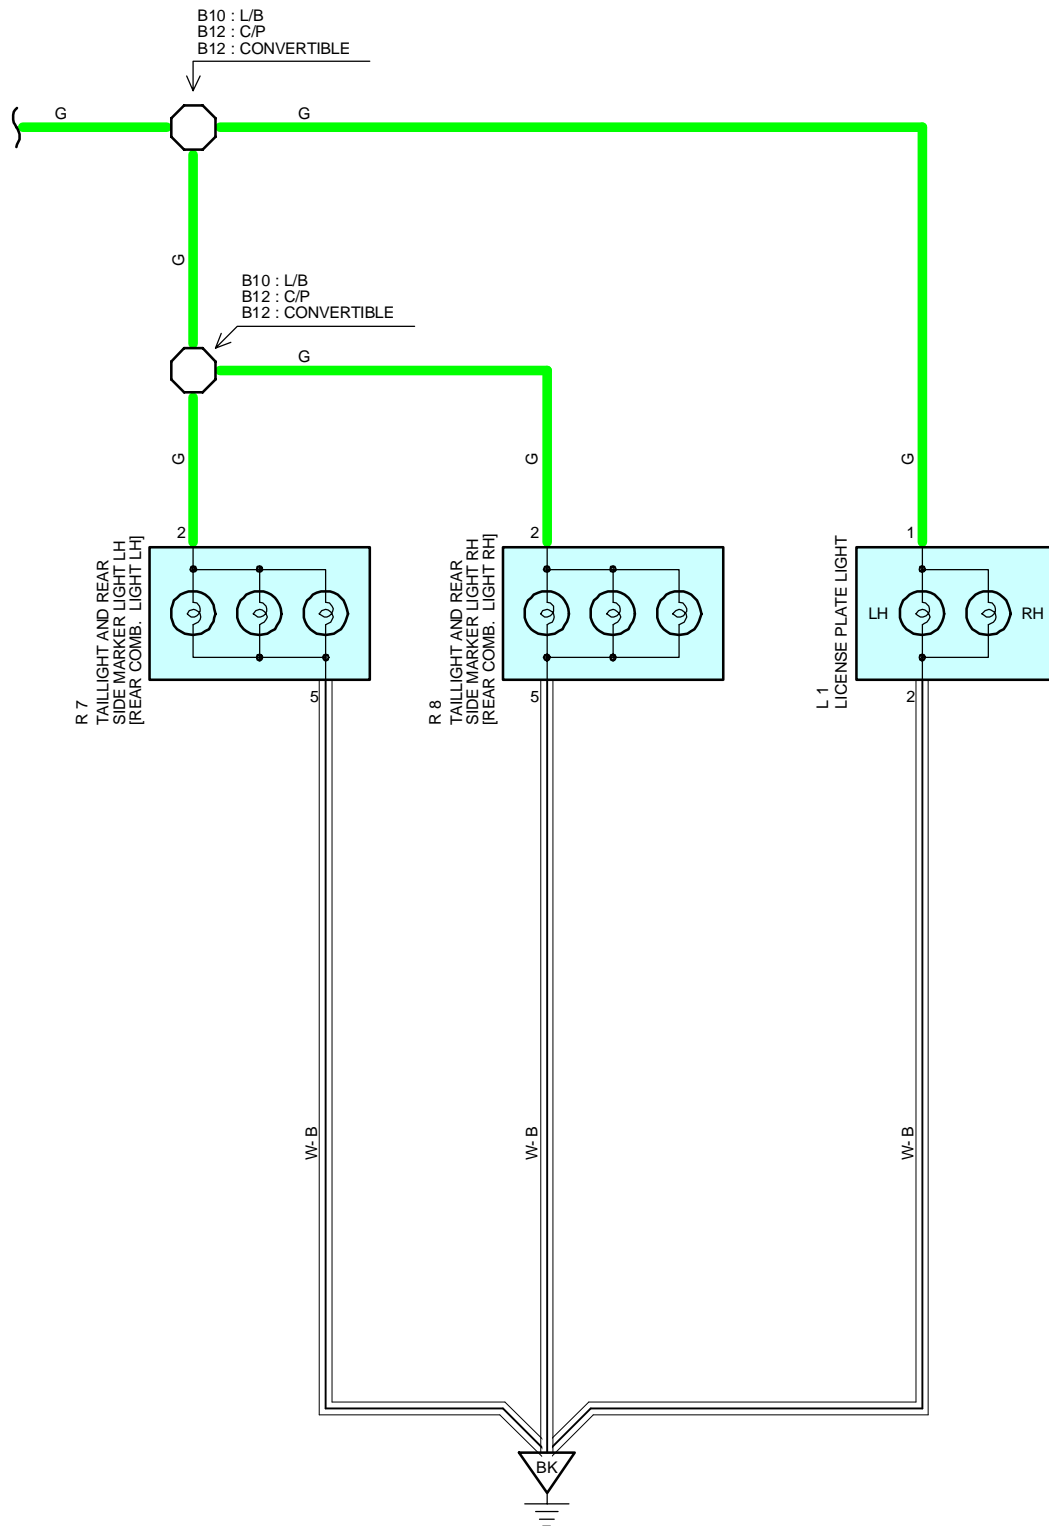 B10 : L/B
B12 : C/P
B12 : CONVERTIBLE
G
G
G
B10 : L/B
B12 : C/P
B12 : CONVERTIBLE
G
G
G
G
2
2
1
R 7
TAILLIGHT AND REAR
SIDE MARKER LIGHT LH
[REAR COMB. LIGHT LH]
R 8
TAILLIGHT AND REAR
SIDE MARKER LIGHT RH
[REAR COMB. LIGHT RH]
L 1
LICENSE PLATE LIGHT
LH
RH
5
5
2
W-B
W-B
W-B
BK